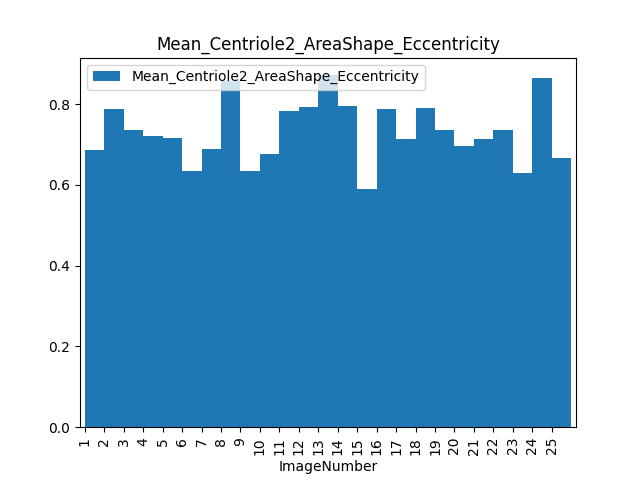 Mean_Centriole2_AreaShape_Eccentricity
Mean_Centriole2_AreaShape_Eccentricity
0.8
0.6
0.4
0.2
0.0
1 2 3 4 5 6 7 8 9 10 11 12 13 14 15 16 17 18 19 20 21 22 23 24 25
ImageNumber